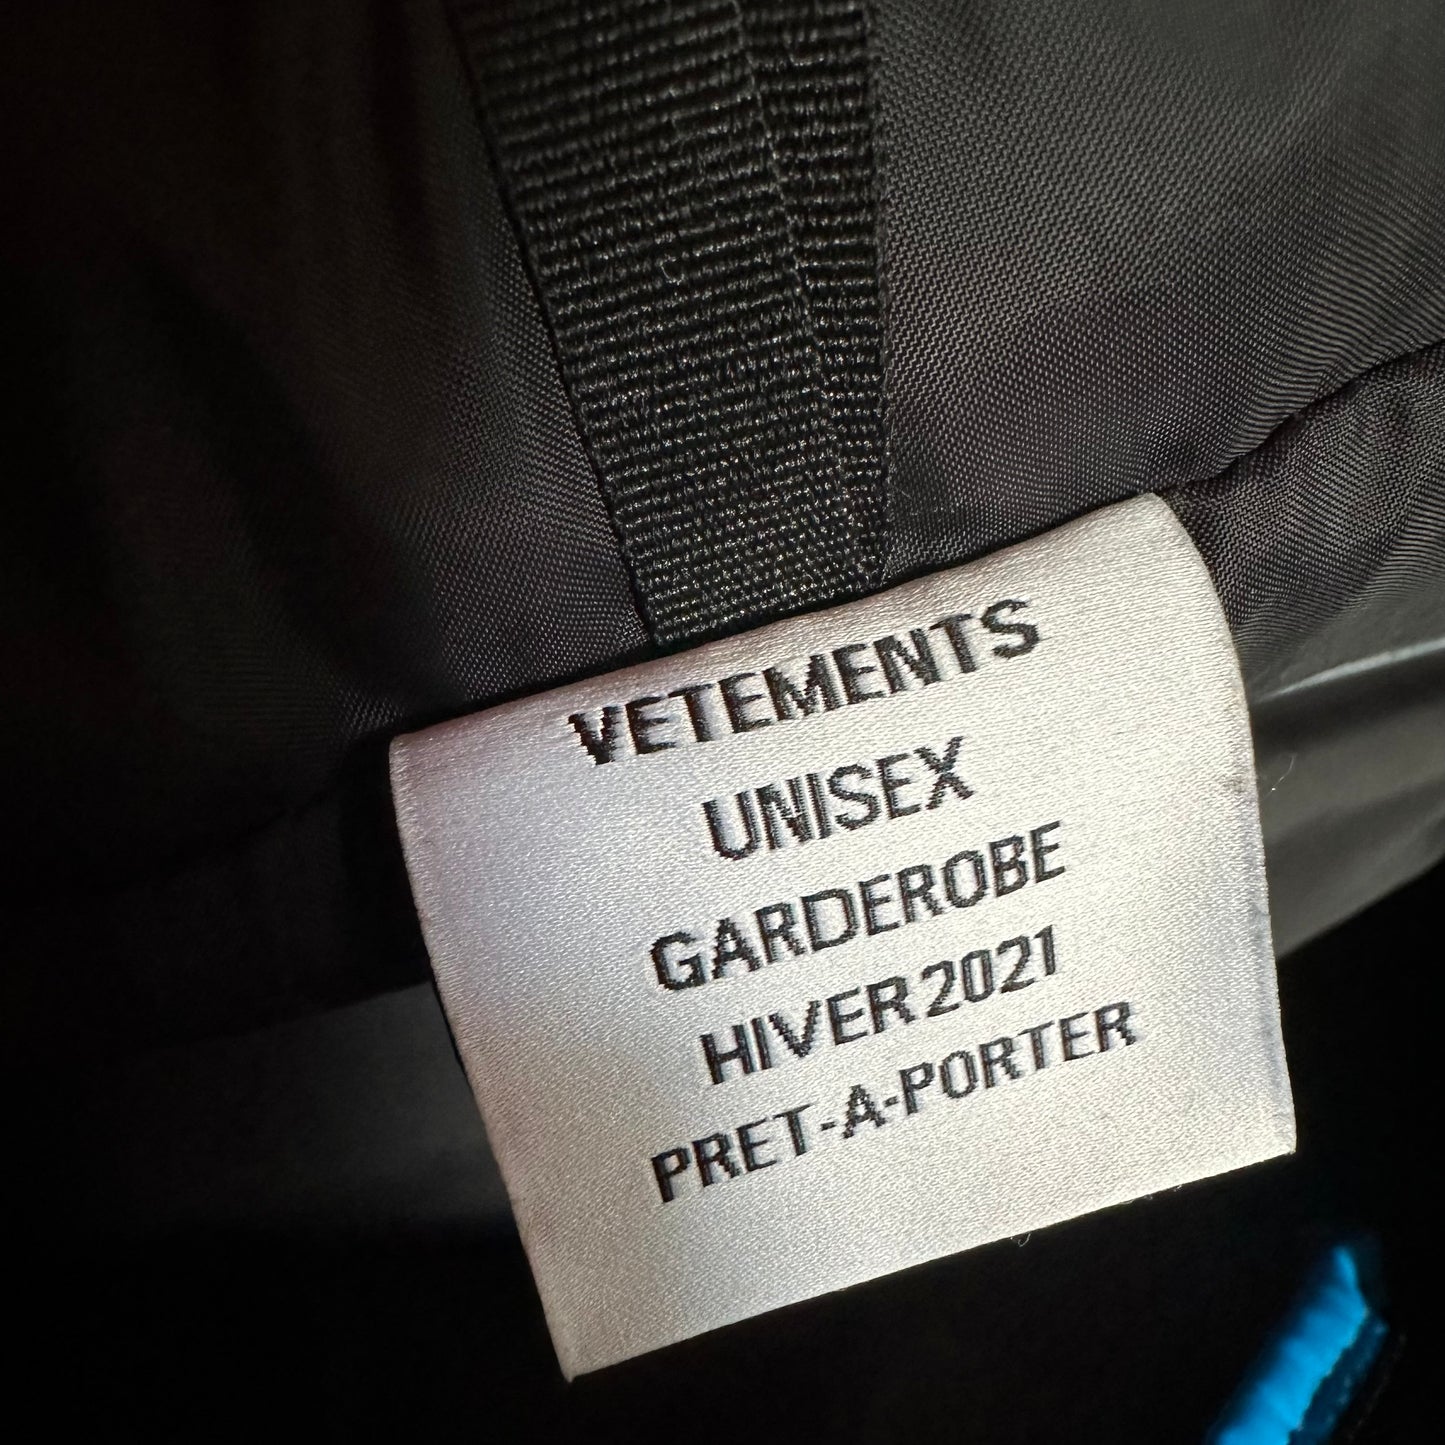 VETEMENTS
UNISEX
GARDEROBE
HIVER 2021
PRET-A-PORTER